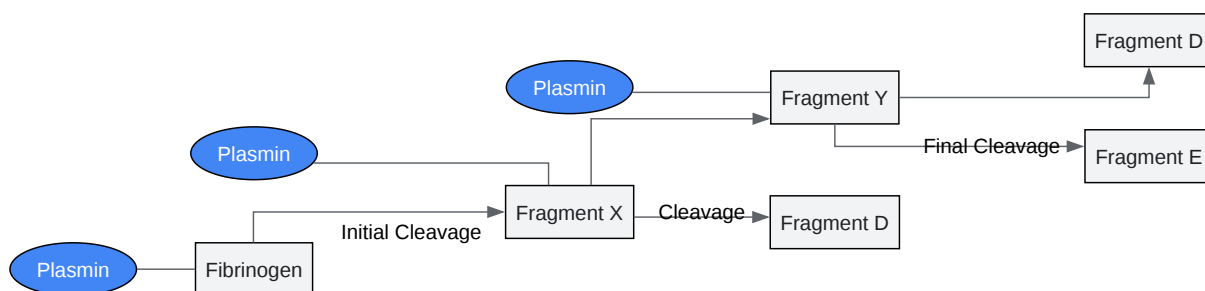 Fragment D
Plasmin
Fragment Y
Final Cleavage
Fragment E
Plasmin
Fragment X
Cleavage
Fragment D
Initial Cleavage
Plasmin
Fibrinogen